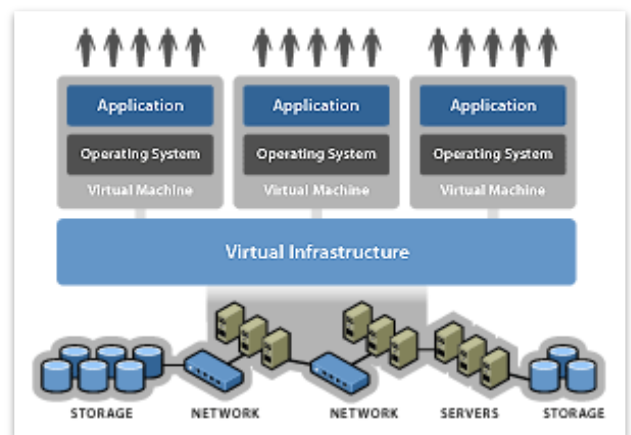 Application
Operating System
Virtual Machine
Application
Operating System
Virtual Machine
Application
Operating System
Virtual Machine
Virtual Infrastructure
STORAGE NETWORK NETWORK SERVERS STORAGE